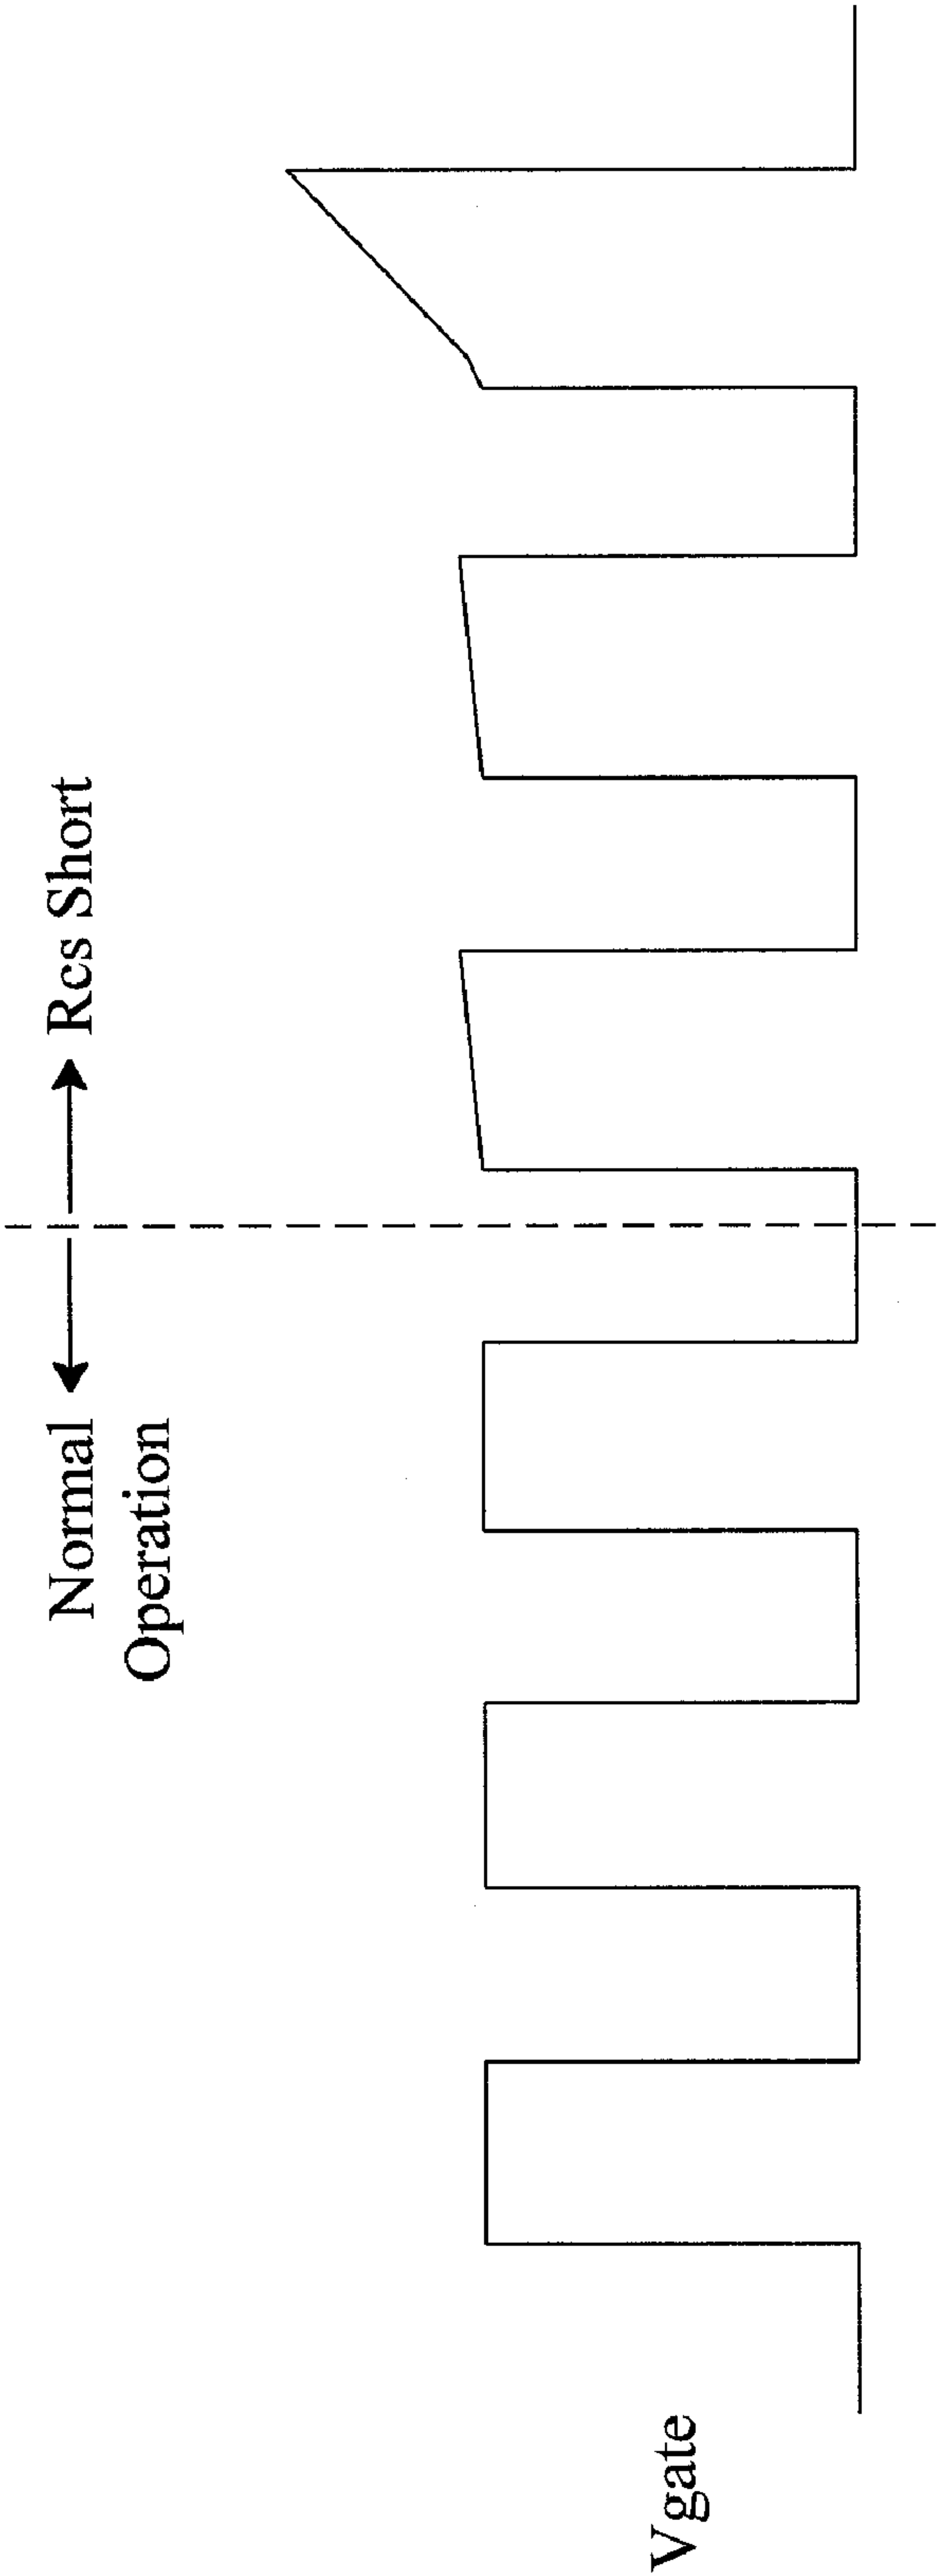 Normal
Operation
Rcs Short
Vgate